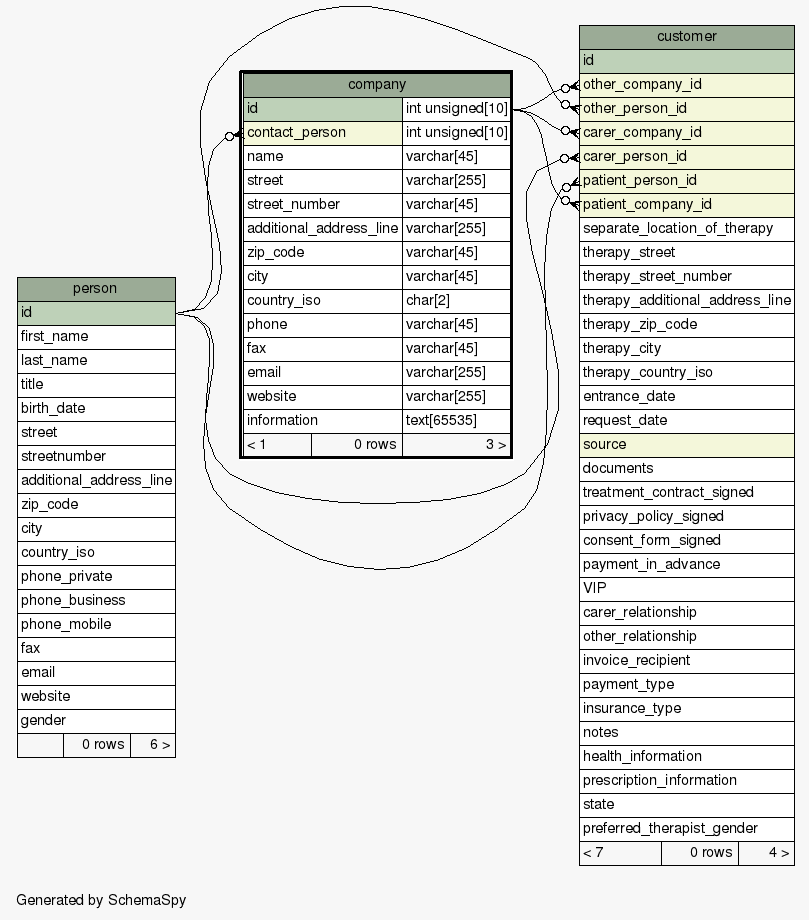 customer
id
other_company_id
other_person_id
carer_company_id
carer_person_id
patient_person_id
patient_company_id
separate_location_of_therapy
therapy_street
therapy_street_number
therapy_additional_address_line
therapy_zip_code
therapy_city
therapy_country_iso
entrance_date
request_date
source
documents
treatment_contract_signed
privacy_policy_signed
consent_form_signed
payment_in_advance
VIP
carer_relationship
other_relationship
invoice_recipient
payment_type
insurance_type
notes
health_information
prescription_information
state
preferred_therapist_gender
< 7 0 rows 4 >
company
id int unsigned[10]
contact_person int unsigned[10]
name varchar[45]
street varchar[255]
street_number varchar[45]
additional_address_line varchar[255]
zip_code varchar[45]
city varchar[45]
country_iso char[2]
phone varchar[45]
fax varchar[45]
email varchar[255]
website varchar[255]
information text[65535]
< 1 0 rows 3 >
person
id
first_name
last_name
title
birth_date
street
streetnumber
additional_address_line
zip_code
city
country_iso
phone_private
phone_business
phone_mobile
fax
email
website
gender
0 rows 6 >
Generated by SchemaSpy